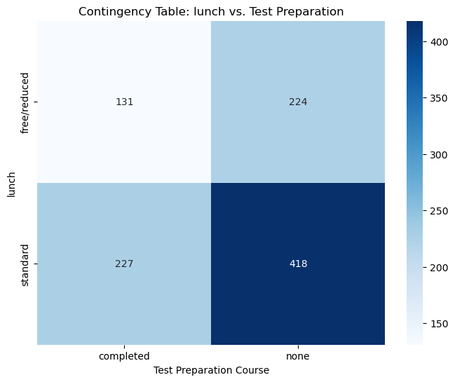 Contingency Table: lunch vs. Test Preparation
free/reduced
131
224
400
350
300
lunch
250
standard
227
418
200
150
completed
none
Test Preparation Course